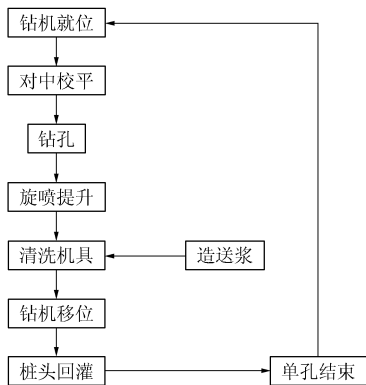 钻机就位
对中校平
钻孔
旋喷提升
清洗机具
造送浆
钻机移位
桩头回灌
单孔结束